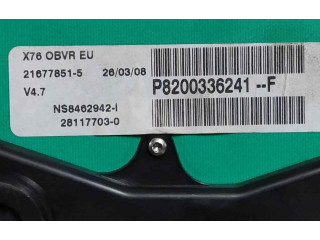 X76 OBVR EU
21677851-5 26/03/08
V4.7 P8200336241--F
NS8462942-I
28117703-0